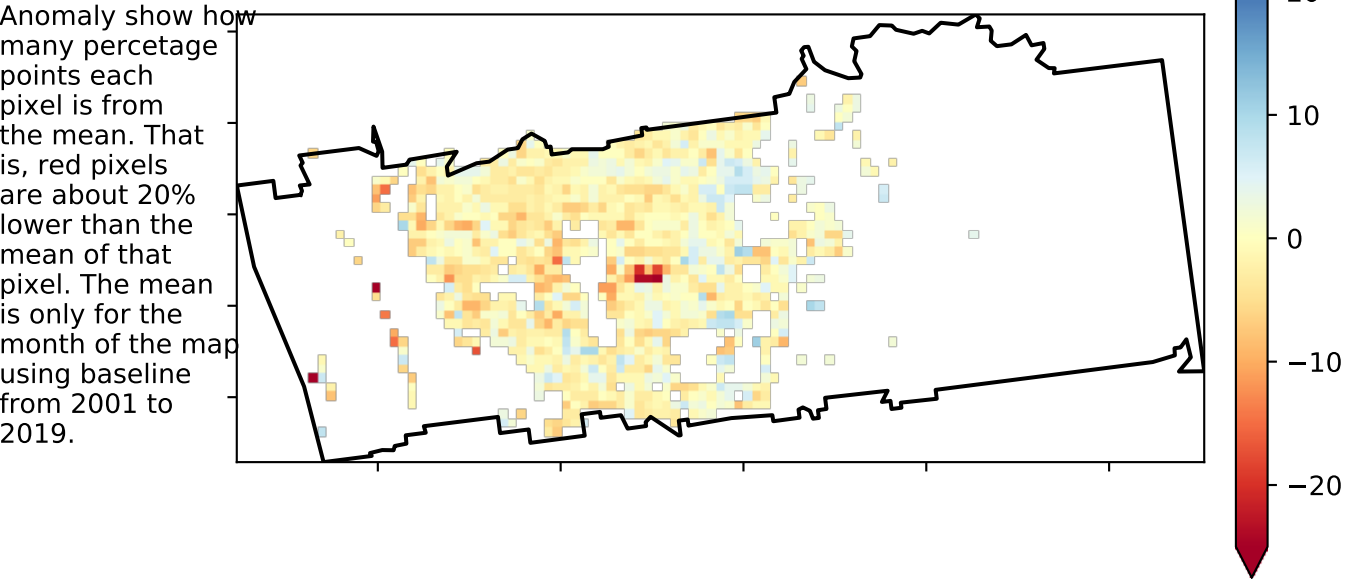 Anomaly show how
many percetage
points each
pixel is from
the mean. That
is, red pixels
are about 20%
lower than the
mean of that
pixel. The mean
is only for the
month of the map
using baseline
from 2001 to
2019.
10
0
−10
−20